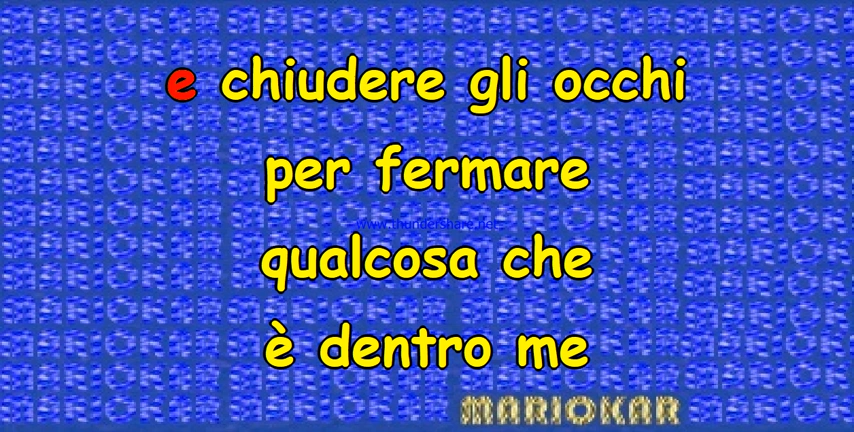 e chiudere gli occhi
per fermare
www.thundershare.net
qualcosa che
è dentro me
MARIOKAR